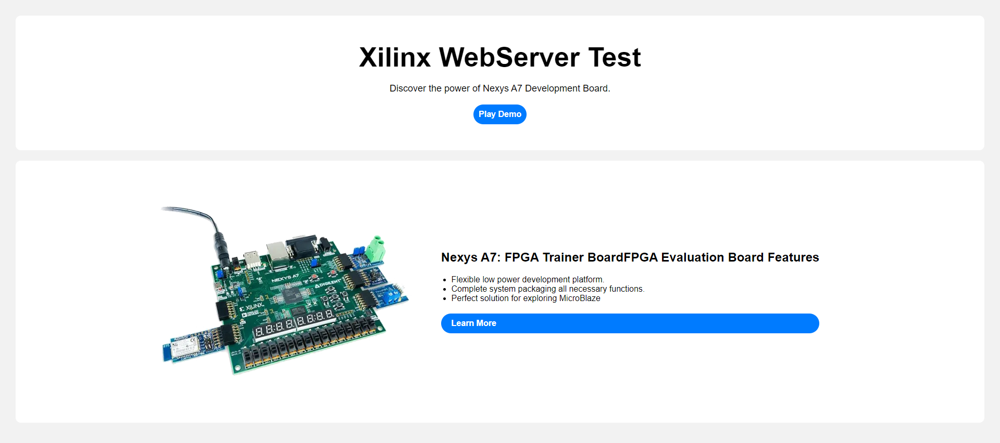 Xilinx WebServer Test
Discover the power of Nexys A7 Development Board.
Play Demo
NEXYS A7
DIGILENT
XILINX
ANALOG
DEVICES
Nexys A7: FPGA Trainer BoardFPGA Evaluation Board Features
Flexible low power development platform.
Complete system packaging all necessary functions.
Perfect solution for exploring MicroBlaze
Learn More